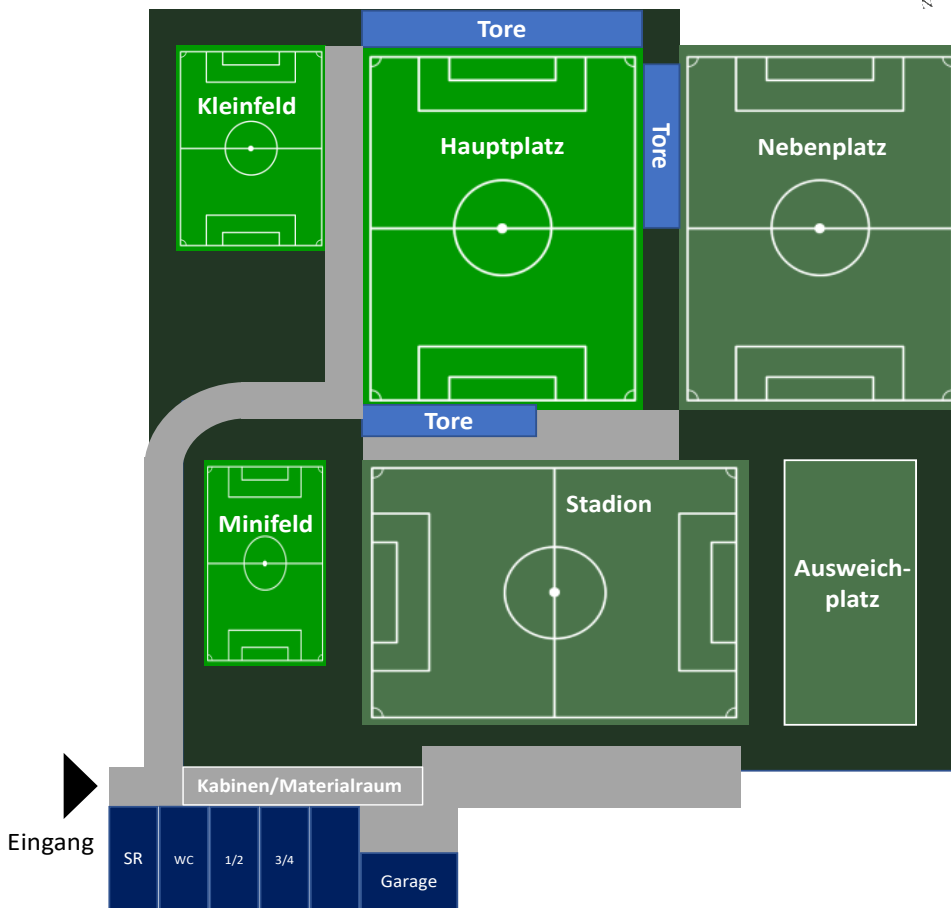 Tore
Kleinfeld
Hauptplatz
Tore
Nebenplatz
Tore
Minifeld
Stadion
Ausweich-
platz
Kabinen/Materialraum
Eingang
SR
WC
1/2
3/4
Garage